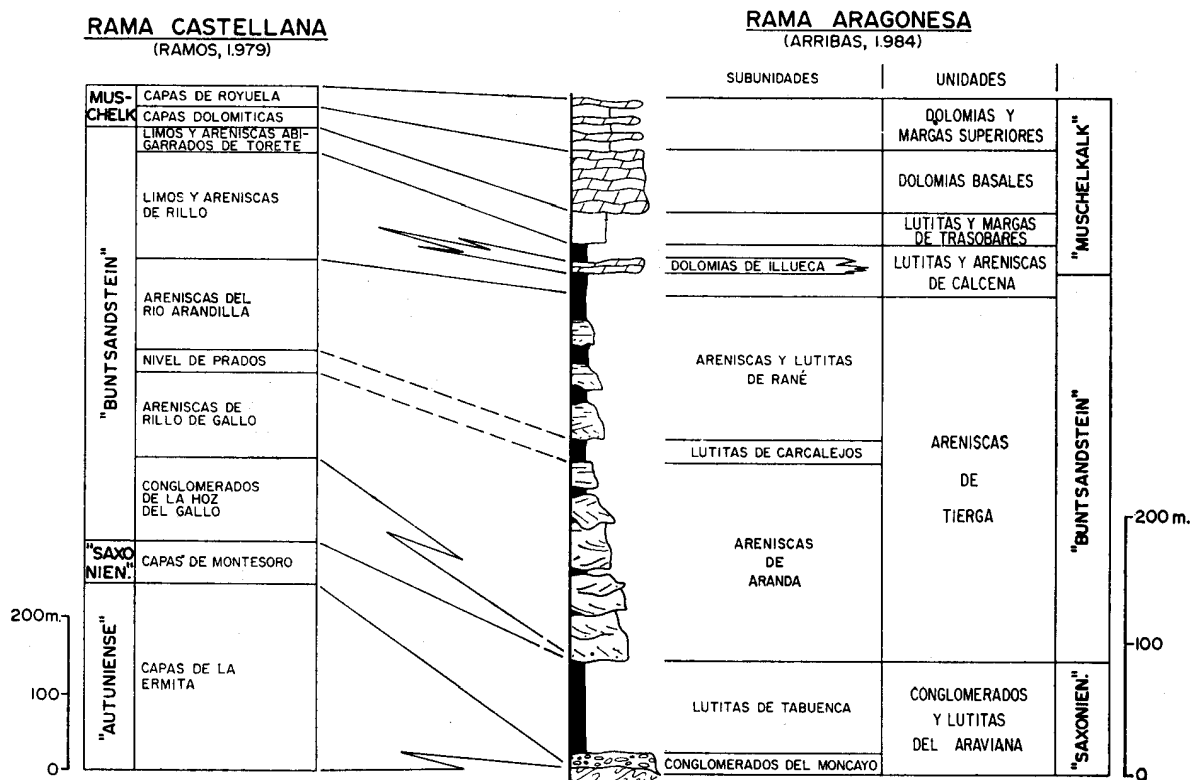 RAMA CASTELLANA
(RAMOS, 1.979)
MUS-
CHELK
CAPAS DE ROYUELA
CAPAS DOLOMITICAS
"BUNTSANDSTEIN"
LIMOS Y ARENISCAS ABI-
GARRADOS DE TORETE
LIMOS Y ARENISCAS
DE RILLO
ARENISCAS DEL
RIO ARANDILLA
NIVEL DE PRADOS
ARENISCAS DE
RILLO DE GALLO
CONGLOMERADOS
DE LA HOZ
DEL GALLO
"SAXO
NIEN."
CAPAS DE MONTESORO
"AUTUNIENSE"
CAPAS DE LA
ERMITA
200m.
100
0
RAMA ARAGONESA
(ARRIBAS, 1.984)
SUBUNIDADES
UNIDADES
DOLOMIAS Y
MARGAS SUPERIORES
DOLOMIAS BASALES
LUTITAS Y MARGAS
DE TRASOBARES
"MUSCHELKALK"
DOLOMIAS DE ILLUECA
LUTITAS Y ARENISCAS
DE CALCENA
ARENISCAS Y LUTITAS
DE RANÉ
LUTITAS DE CARCALEJOS
ARENISCAS
DE
ARANDA
ARENISCAS
DE
TIERGA
"BUNTSANDSTEIN"
LUTITAS DE TABUENCA
CONGLOMERADOS DEL MONCAYO
CONGLOMERADOS
Y LUTITAS
DEL ARAVIANA
"SAXONIEN."
200 m.
100
0